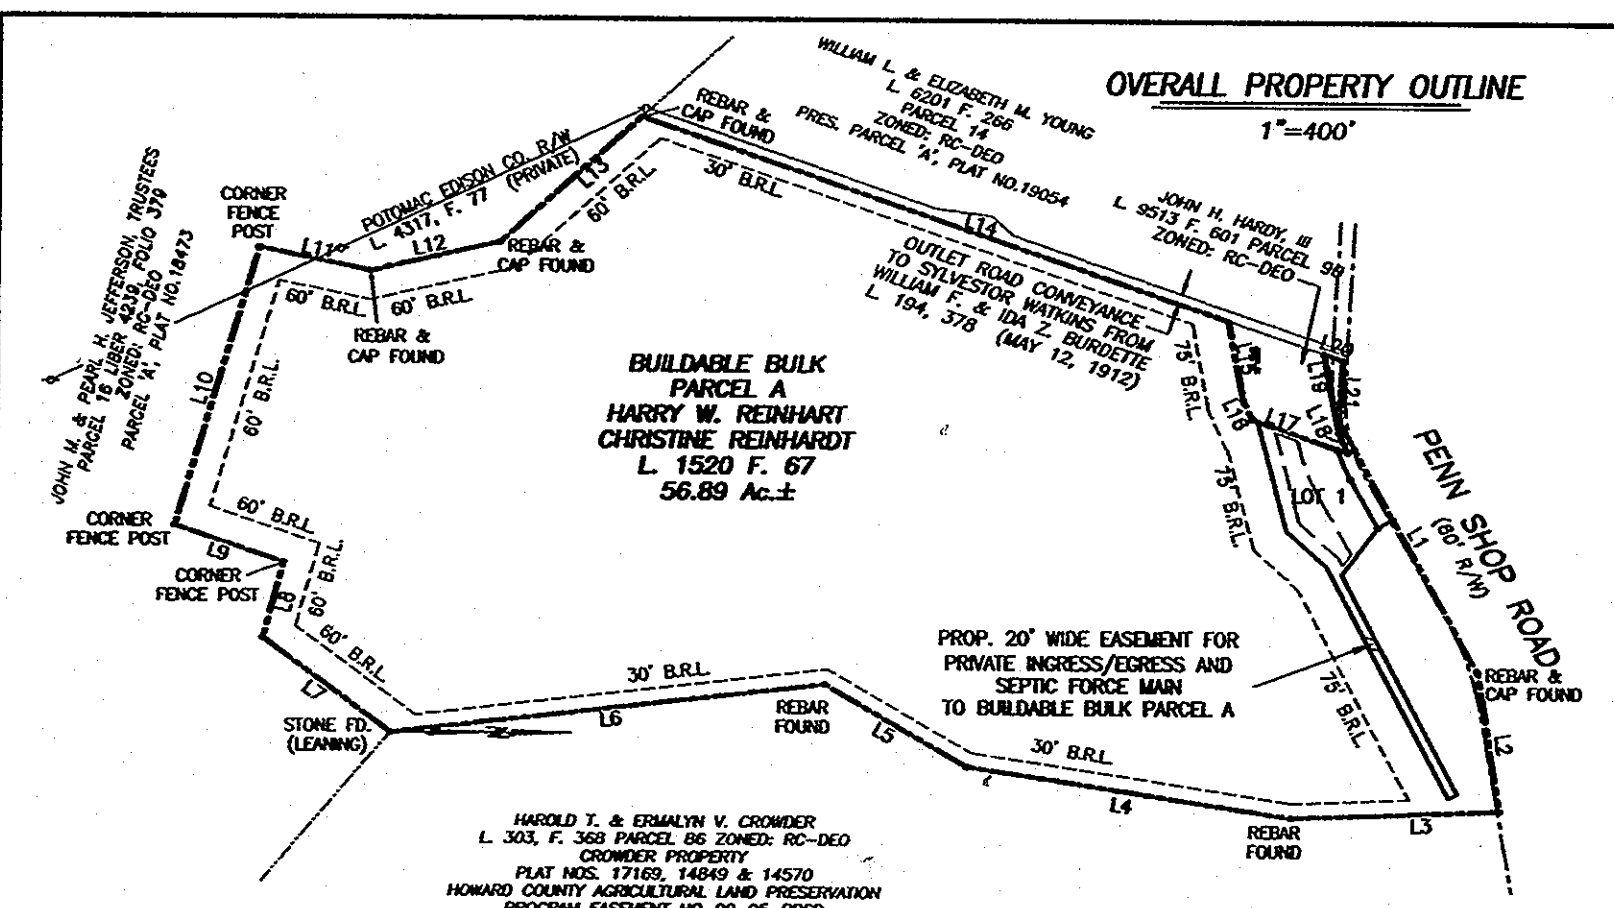 OVERALL PROPERTY OUTLINE
1"=400'
WILLIAM L. & ELIZABETH M. YOUNG
L. 6201 F. 266
PARCEL 14
ZONED: RC-DEO
PRES. PARCEL 'A', PLAT NO.19054
REBAR &
CAP FOUND
POTOMAC EDISON CO. R/W
L. 4317, F. 77 (PRIVATE)
JOHN M. & PEARL H. JEFFERSON, TRUSTEES
PARCEL 16 LIBER 4239, FOLIO 379
ZONED: RC-DEO
PARCEL 'A', PLAT NO.18473
CORNER
FENCE
POST
L11
L12
L13
60' B.R.L.
30' B.R.L.
L14
REBAR &
CAP FOUND
60' B.R.L.
60' B.R.L.
REBAR &
CAP FOUND
JOHN H. HARDY, III
L. 9513 F. 601 PARCEL 98
ZONED: RC-DEO
OUTLET ROAD CONVEYANCE
TO SYLVESTOR WATKINS FROM
WILLIAM F. & IDA Z. BURDETTE
L. 194, 378 (MAY 12, 1912)
L10
60' B.R.L.
BUILDABLE BULK
PARCEL A
HARRY W. REINHART
CHRISTINE REINHARDT
L. 1520 F. 67
56.89 Ac.±
75' B.R.L.
L15
L16
L17
L18
L19
L20
L21
LOT 1
75' B.R.L.
PENN SHOP ROAD
(80' R/W)
L1
CORNER
FENCE POST
60' B.R.L.
L9
CORNER
FENCE POST
L8
60' B.R.L.
60' B.R.L.
L7
STONE FD.
(LEANING)
30' B.R.L.
L6
REBAR
FOUND
L5
PROP. 20' WIDE EASEMENT FOR
PRIVATE INGRESS/EGRESS AND
SEPTIC FORCE MAIN
TO BUILDABLE BULK PARCEL A
75' B.R.L.
REBAR &
CAP FOUND
L2
30' B.R.L.
L4
L3
REBAR
FOUND
HAROLD T. & ERMALYN V. CROWDER
L. 303, F. 368 PARCEL 86 ZONED: RC-DEO
CROWDER PROPERTY
PLAT NOS. 17169, 14849 & 14570
HOWARD COUNTY AGRICULTURAL LAND PRESERVATION
PROGRAM EASEMENT NO.